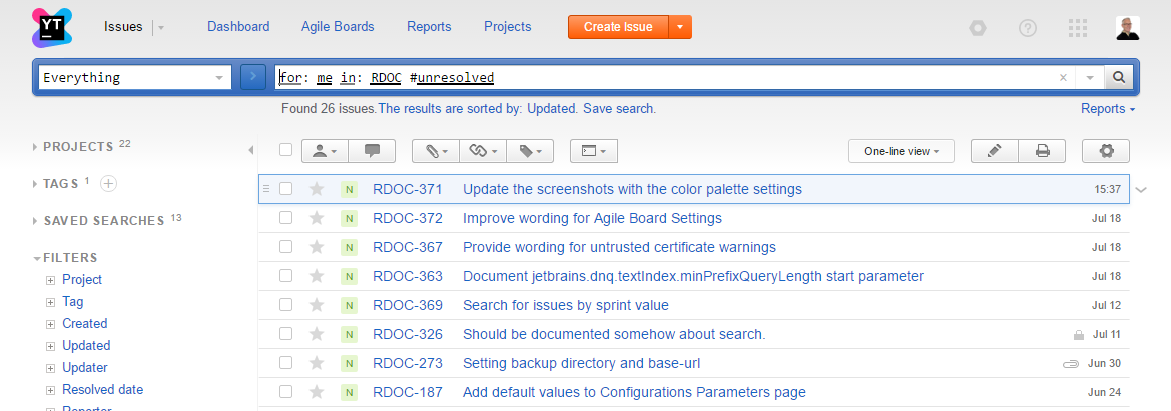 YT
Issues Dashboard Agile Boards Reports Projects Create Issue
Everything for: me in: RDOC #unresolved
Found 26 issues.The results are sorted by: Updated. Save search. Reports
PROJECTS 22
One-line view
TAGS 1
SAVED SEARCHES 13
FILTERS
Project
Tag
Created
Updated
Updater
Resolved date
Reporter
N RDOC-371 Update the screenshots with the color palette settings 15:37
N RDOC-372 Improve wording for Agile Board Settings Jul 18
N RDOC-367 Provide wording for untrusted certificate warnings Jul 18
N RDOC-363 Document jetbrains.dnq.textIndex.minPrefixQueryLength start parameter Jul 18
N RDOC-369 Search for issues by sprint value Jul 12
N RDOC-326 Should be documented somehow about search. Jul 11
N RDOC-273 Setting backup directory and base-url Jun 30
N RDOC-187 Add default values to Configurations Parameters page Jun 24